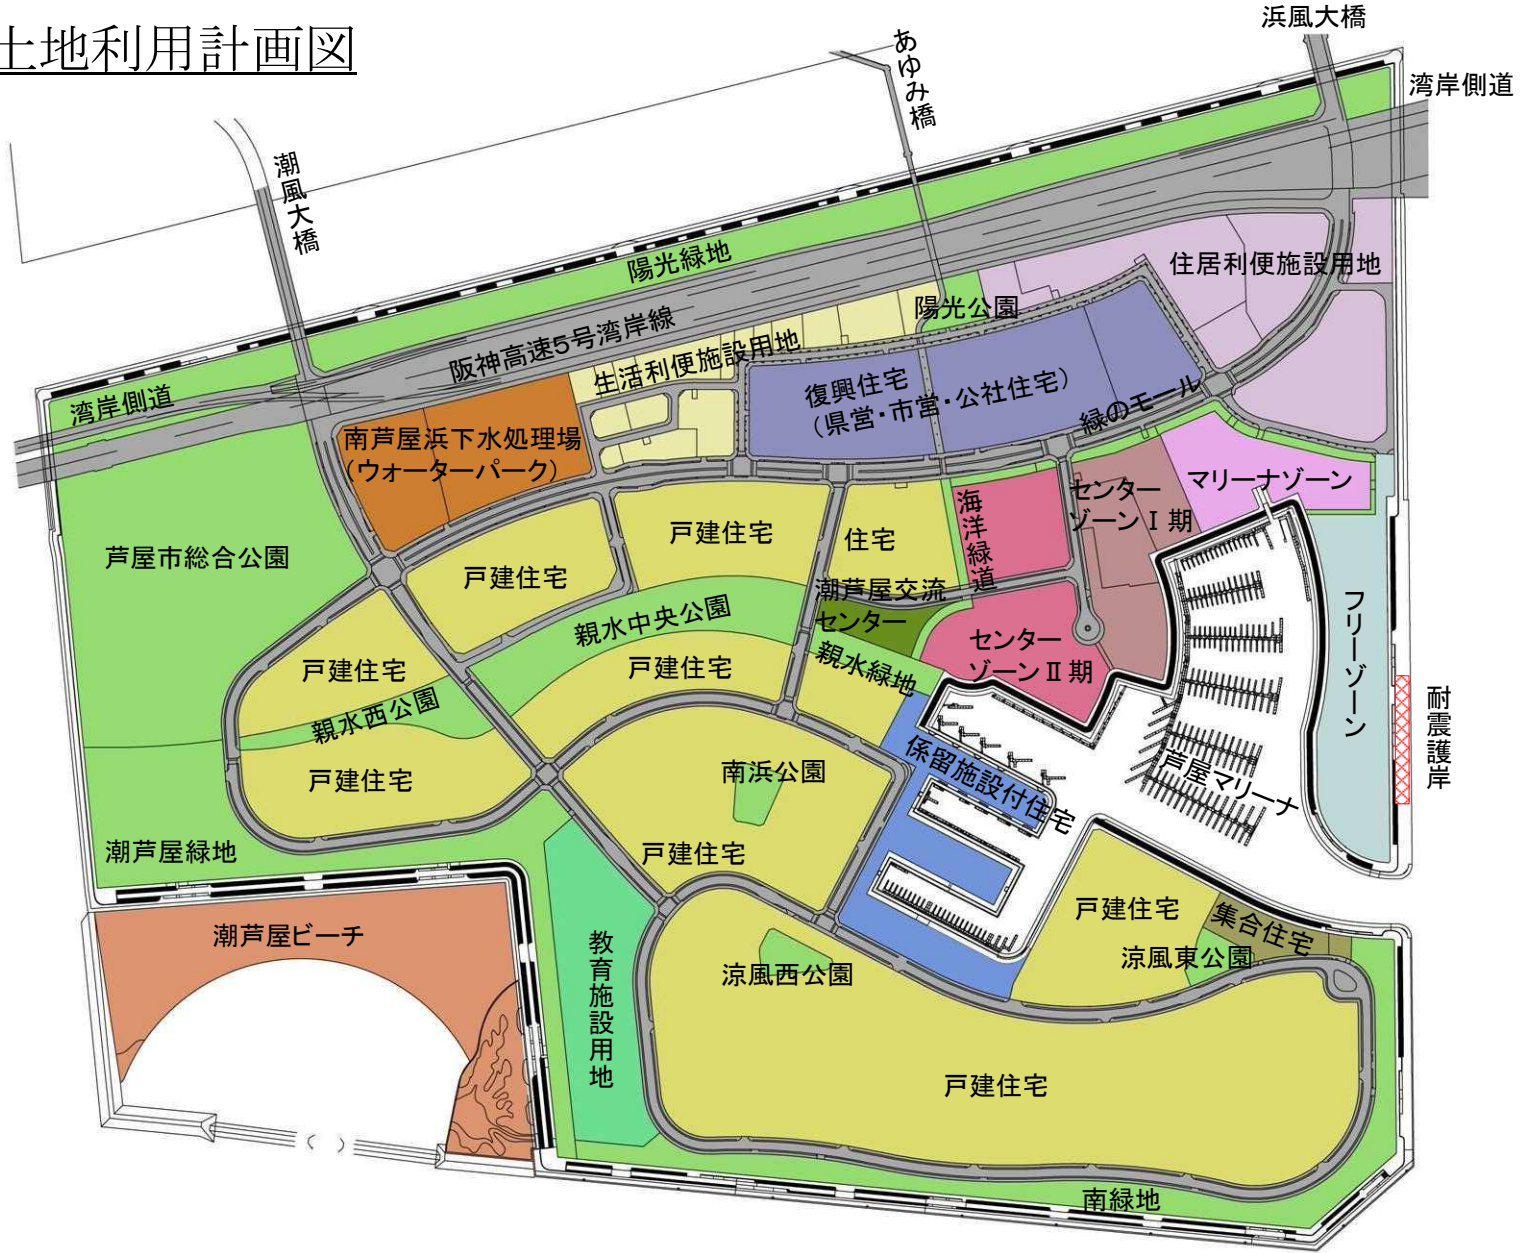 土地利用計画図
浜風大橋
あゆみ橋
湾岸側道
潮風大橋
陽光緑地
住居利便施設用地
陽光公園
阪神高速5号湾岸線
生活利便施設用地
湾岸側道
復興住宅
(県営・市営・公社住宅)
緑のモール
南芦屋浜下水処理場
(ウォーターパーク)
マリーナゾーン
センター
ゾーンⅠ期
海洋緑道
戸建住宅
住宅
芦屋市総合公園
戸建住宅
潮芦屋交流
センター
フリーゾーン
親水中央公園
センター
ゾーンⅡ期
戸建住宅
戸建住宅
親水緑地
親水西公園
耐震護岸
係留施設付住宅
芦屋マリーナ
戸建住宅
南浜公園
潮芦屋緑地
戸建住宅
戸建住宅
集合住宅
潮芦屋ビーチ
涼風東公園
教育施設用地
涼風西公園
戸建住宅
南緑地